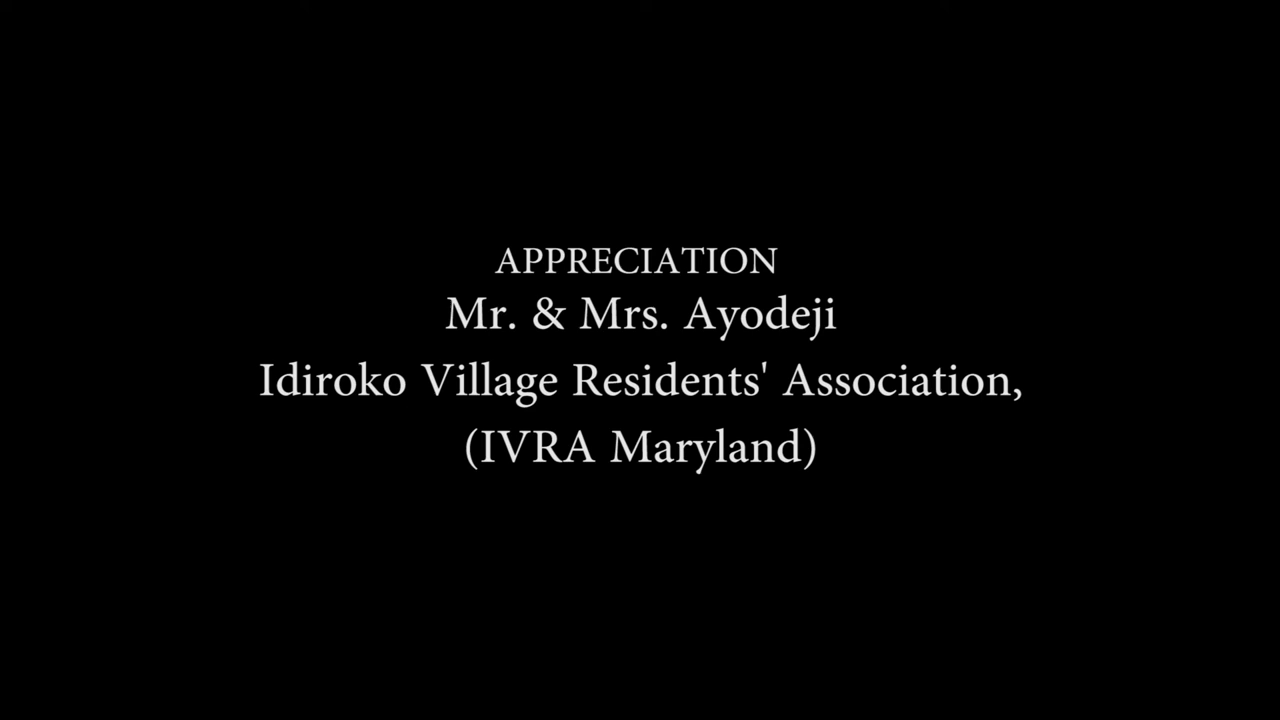 APPRECIATION
Mr. & Mrs. Ayodeji
Idiroko Village Residents' Association,
(IVRA Maryland)